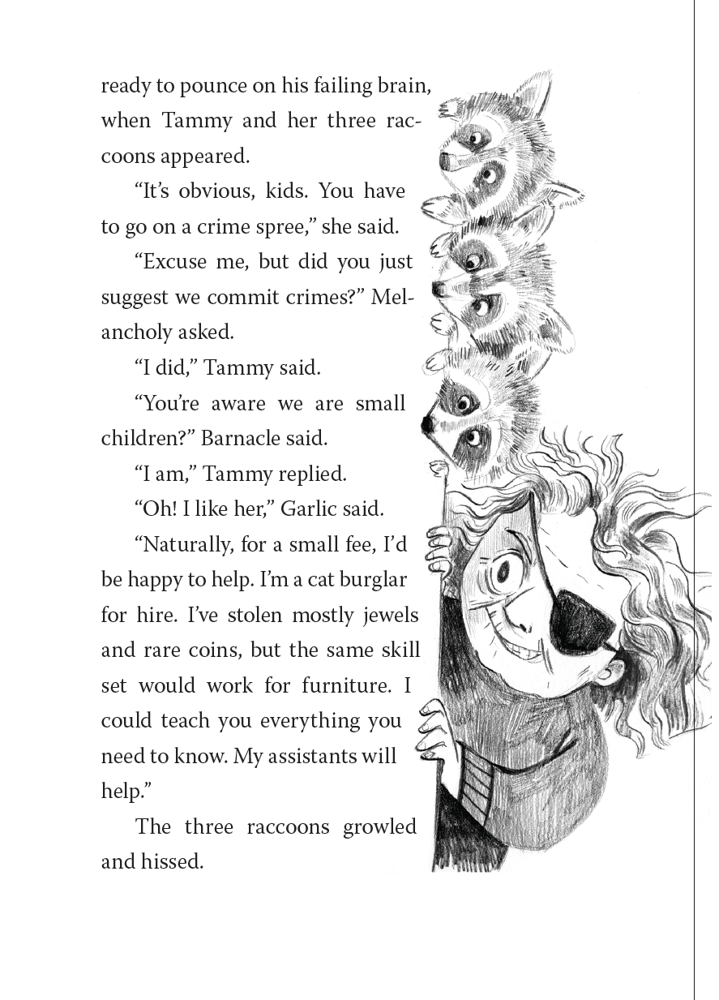 ready to pounce on his failing brain,
when Tammy and her three rac-
coons appeared.
“It’s obvious, kids. You have
to go on a crime spree,” she said.
“Excuse me, but did you just
suggest we commit crimes?” Mel-
ancholy asked.
“I did,” Tammy said.
“You’re aware we are small
children?” Barnacle said.
“I am,” Tammy replied.
“Oh! I like her,” Garlic said.
“Naturally, for a small fee, I’d
be happy to help. I’m a cat burglar
for hire. I’ve stolen mostly jewels
and rare coins, but the same skill
set would work for furniture. I
could teach you everything you
need to know. My assistants will
help.”
The three raccoons growled
and hissed.